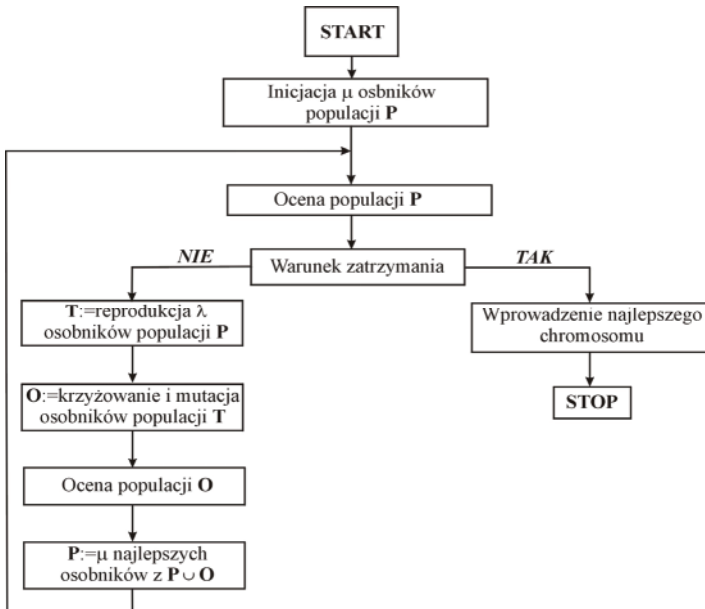 START
Inicjacja μ osbników
populacji P
Ocena populacji P
NIE
Warunek zatrzymania
TAK
T:=reprodukcja λ
osobników populacji P
Wprowadzenie najlepszego
chromosomu
O:=krzyżowanie i mutacja
osobników populacji T
STOP
Ocena populacji O
P:=μ najlepszych
osobników z P ∪ O